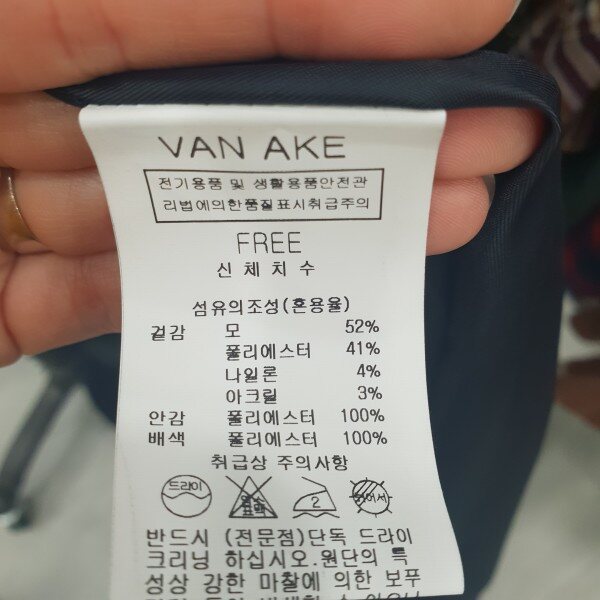 VAN AKE
전기용품 및 생활용품안전관
리법에의한품질표시취급주의
FREE
신체치수
섬유의조성(혼용율)
겉감 모 52%
폴리에스터 41%
나일론 4%
아크릴 3%
안감 폴리에스터 100%
배색 폴리에스터 100%
취급상 주의사항
드라이 염소표백 2
반드시 (전문점)단독 드라이
크리닝 하십시오.원단의 특
성상 강한 마찰에 의한 보푸